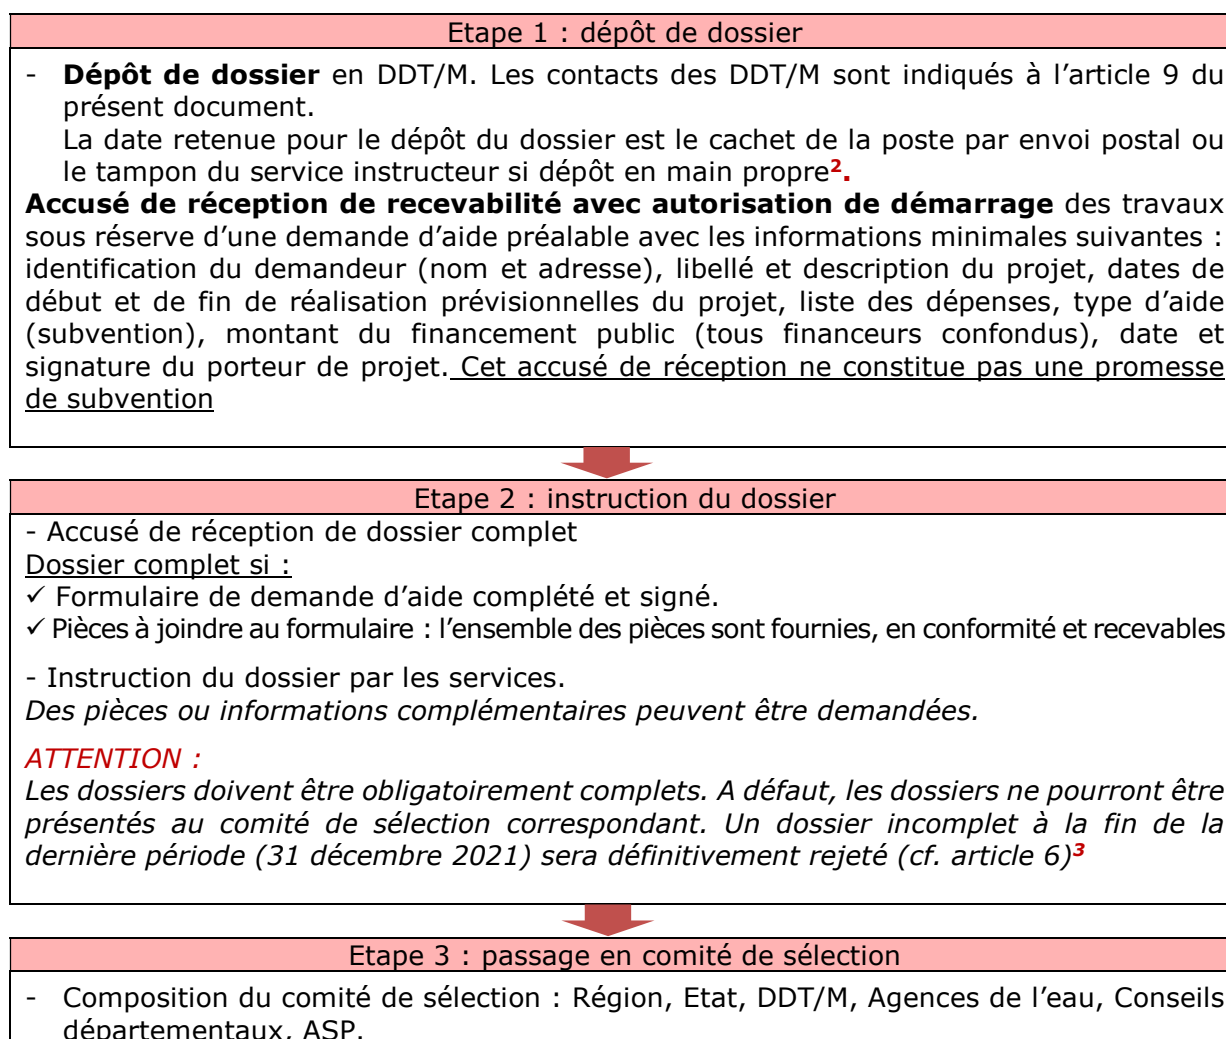 Etape 1 : dépôt de dossier
- Dépôt de dossier en DDT/M. Les contacts des DDT/M sont indiqués à l’article 9 du
présent document.
La date retenue pour le dépôt du dossier est le cachet de la poste par envoi postal ou
le tampon du service instructeur si dépôt en main propre².
Accusé de réception de recevabilité avec autorisation de démarrage des travaux
sous réserve d’une demande d’aide préalable avec les informations minimales suivantes :
identification du demandeur (nom et adresse), libellé et description du projet, dates de
début et de fin de réalisation prévisionnelles du projet, liste des dépenses, type d’aide
(subvention), montant du financement public (tous financeurs confondus), date et
signature du porteur de projet. Cet accusé de réception ne constitue pas une promesse
de subvention
Etape 2 : instruction du dossier
- Accusé de réception de dossier complet
Dossier complet si :
✓ Formulaire de demande d’aide complété et signé.
✓ Pièces à joindre au formulaire : l’ensemble des pièces sont fournies, en conformité et recevables
- Instruction du dossier par les services.
Des pièces ou informations complémentaires peuvent être demandées.
ATTENTION :
Les dossiers doivent être obligatoirement complets. A défaut, les dossiers ne pourront être
présentés au comité de sélection correspondant. Un dossier incomplet à la fin de la
dernière période (31 décembre 2021) sera définitivement rejeté (cf. article 6)³
Etape 3 : passage en comité de sélection
- Composition du comité de sélection : Région, Etat, DDT/M, Agences de l’eau, Conseils
départementaux, ASP.